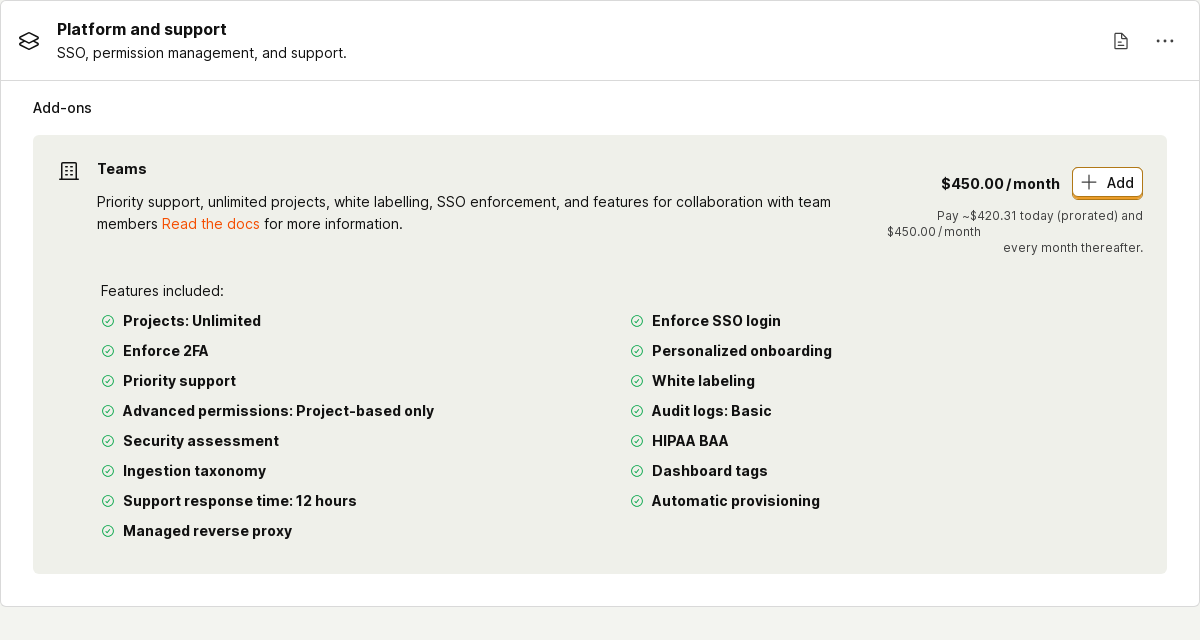 Platform and support
SSO, permission management, and support.
Add-ons
Teams
Priority support, unlimited projects, white labelling, SSO enforcement, and features for collaboration with team
members Read the docs for more information.
$450.00/month
Add
Pay ~$420.31 today (prorated) and
$450.00/month
every month thereafter.
Features included:
Projects: Unlimited
Enforce 2FA
Priority support
Advanced permissions: Project-based only
Security assessment
Ingestion taxonomy
Support response time: 12 hours
Managed reverse proxy
Enforce SSO login
Personalized onboarding
White labeling
Audit logs: Basic
HIPAA BAA
Dashboard tags
Automatic provisioning